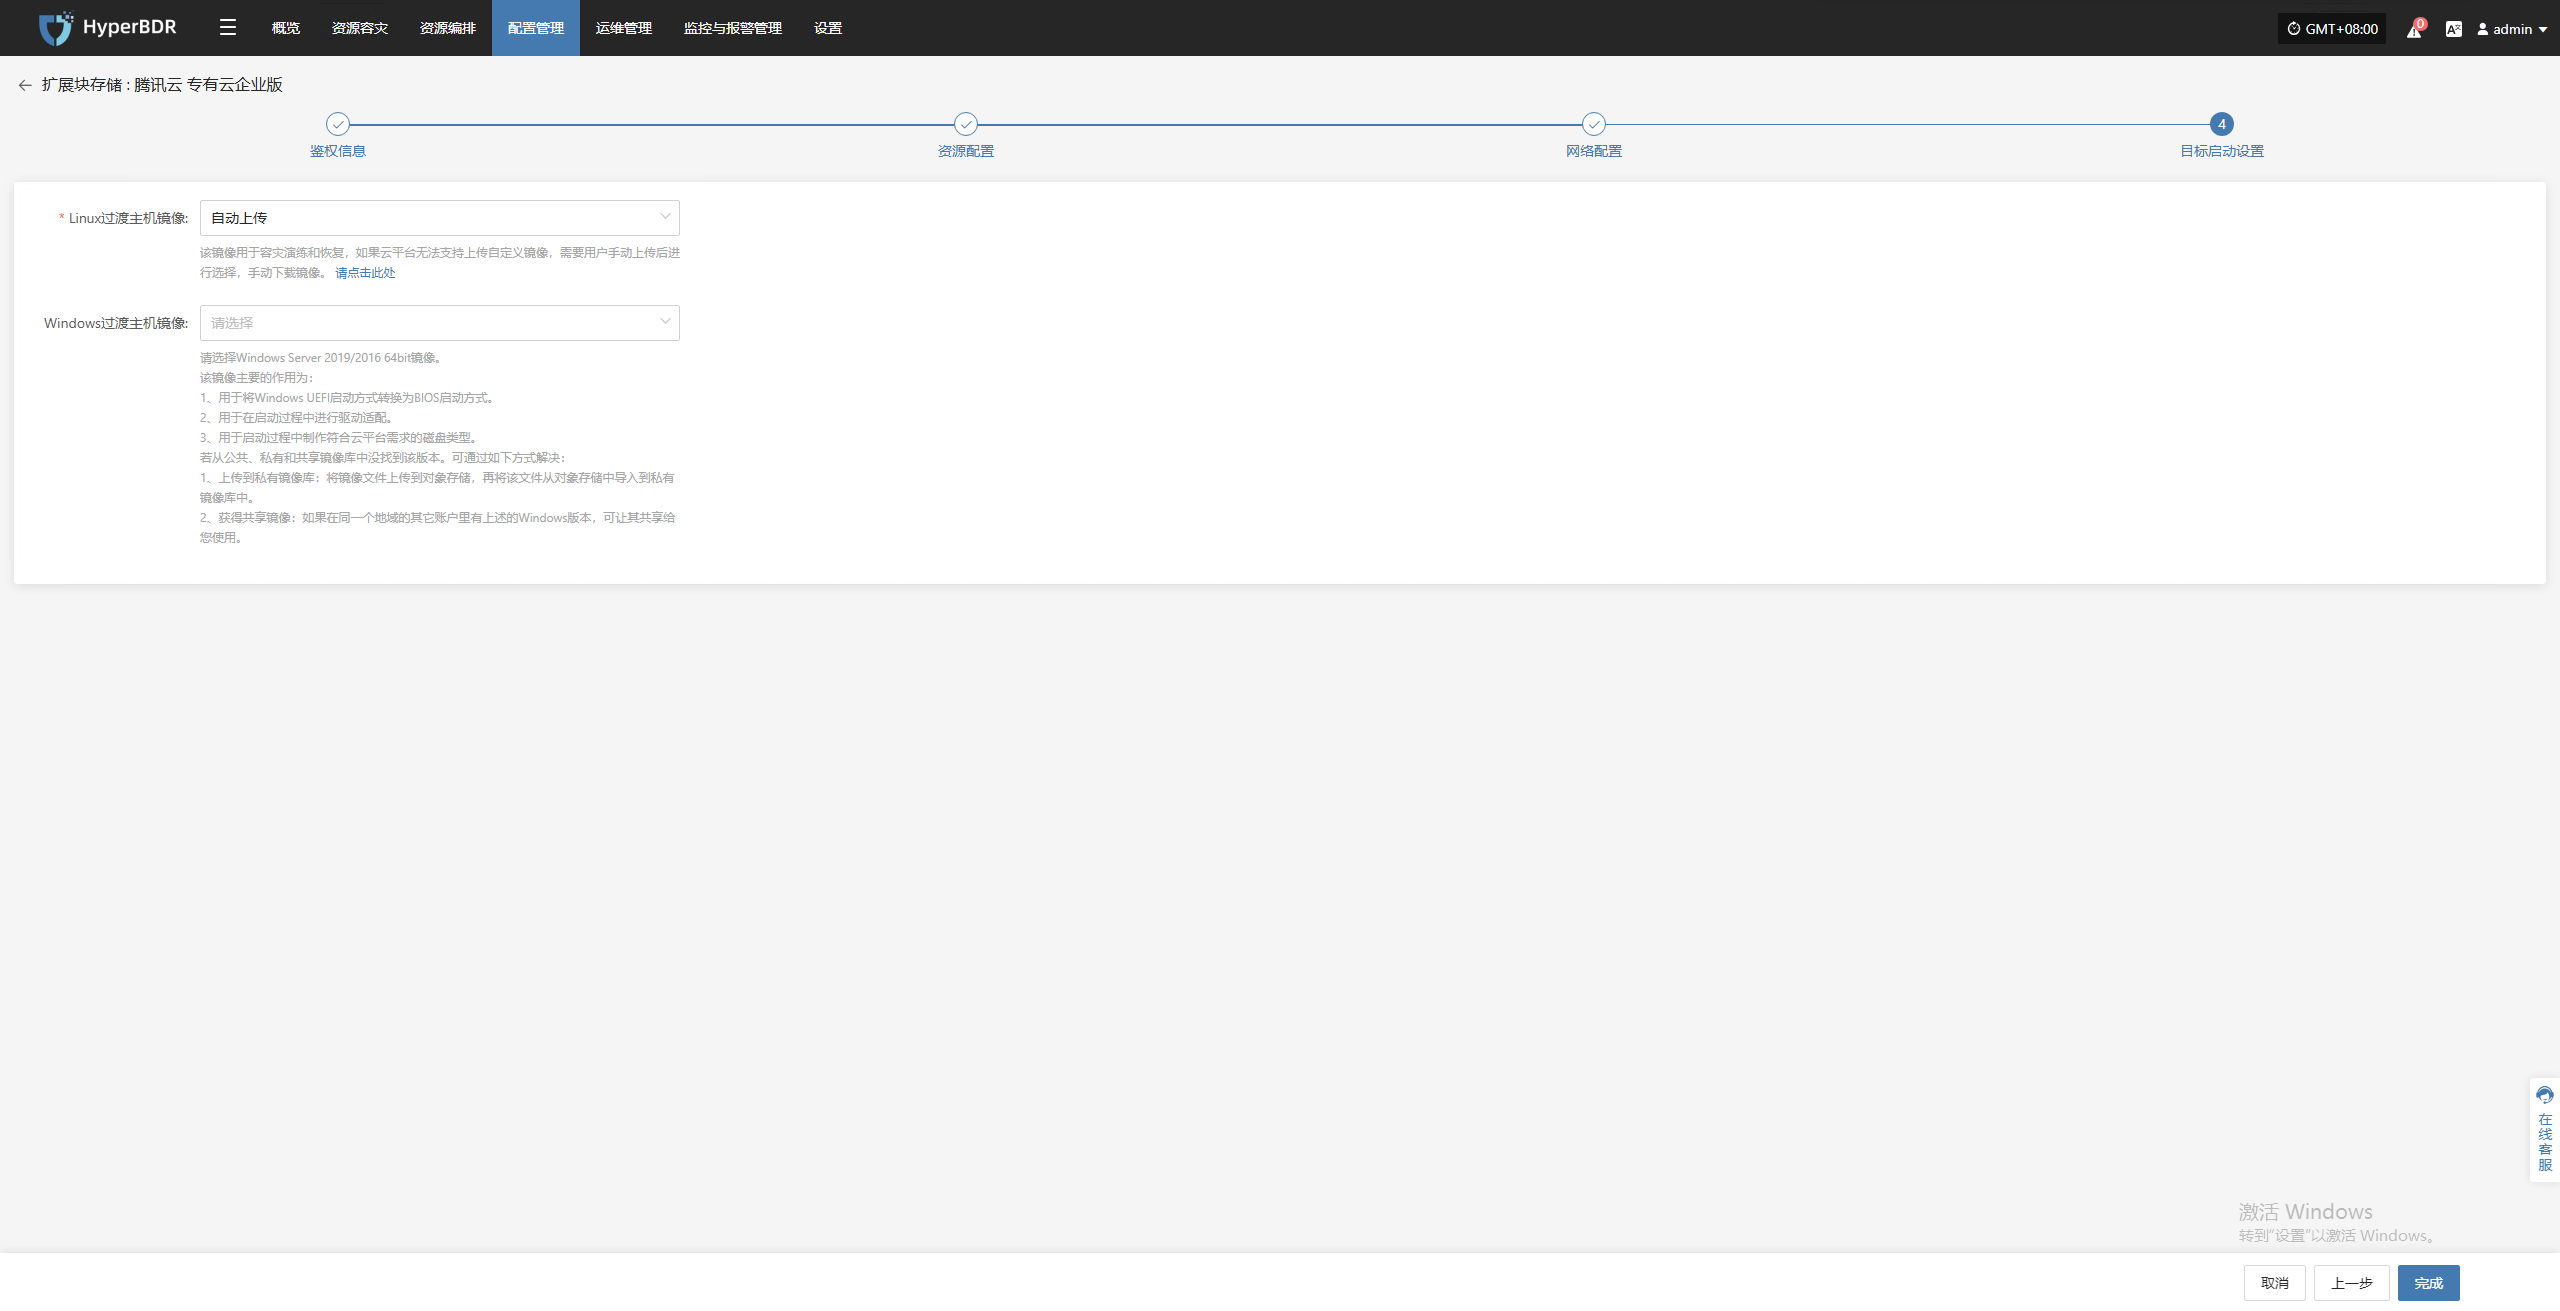 HyperBDR
概览
资源容灾
资源编排
配置管理
运维管理
监控与报警管理
设置
GMT+08:00
0
admin
扩展块存储 : 腾讯云 专有云企业版
4
鉴权信息
资源配置
网络配置
目标启动设置
* Linux过渡主机镜像:
自动上传
该镜像用于容灾演练和恢复，如果云平台无法支持上传自定义镜像，需要用户手动上传后进
行选择，手动下载镜像。 请点击此处
Windows过渡主机镜像:
请选择
请选择Windows Server 2019/2016 64bit镜像。
该镜像主要的作用为：
1、用于将Windows UEFI启动方式转换为BIOS启动方式。
2、用于在启动过程中进行驱动适配。
3、用于启动过程中制作符合云平台需求的磁盘类型。
若从公共、私有和共享镜像库中没找到该版本。可通过如下方式解决：
1、上传到私有镜像库：将镜像文件上传到对象存储，再将该文件从对象存储中导入到私有
镜像库中。
2、获得共享镜像：如果在同一个地域的其它账户里有上述的Windows版本，可让其共享给
您使用。
在线客服
激活 Windows
转到“设置”以激活 Windows。
取消
上一步
完成